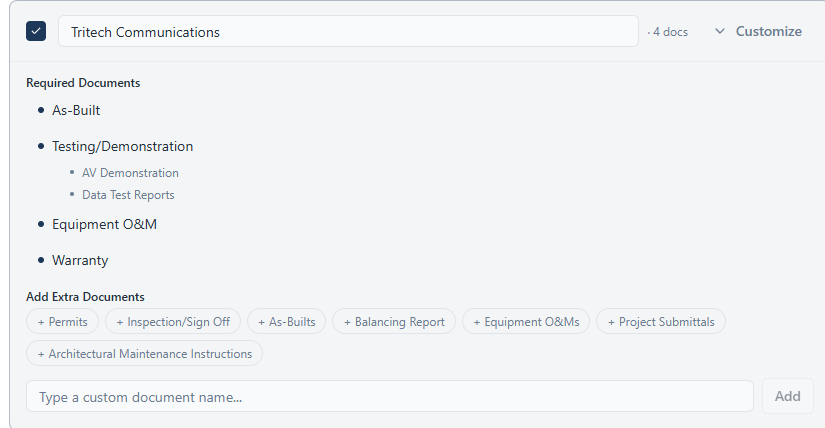 Tritech Communications · 4 docs Customize
Required Documents
As-Built
Testing/Demonstration
AV Demonstration
Data Test Reports
Equipment O&M
Warranty
Add Extra Documents
+ Permits + Inspection/Sign Off + As-Builts + Balancing Report + Equipment O&Ms + Project Submittals
+ Architectural Maintenance Instructions
Type a custom document name... Add